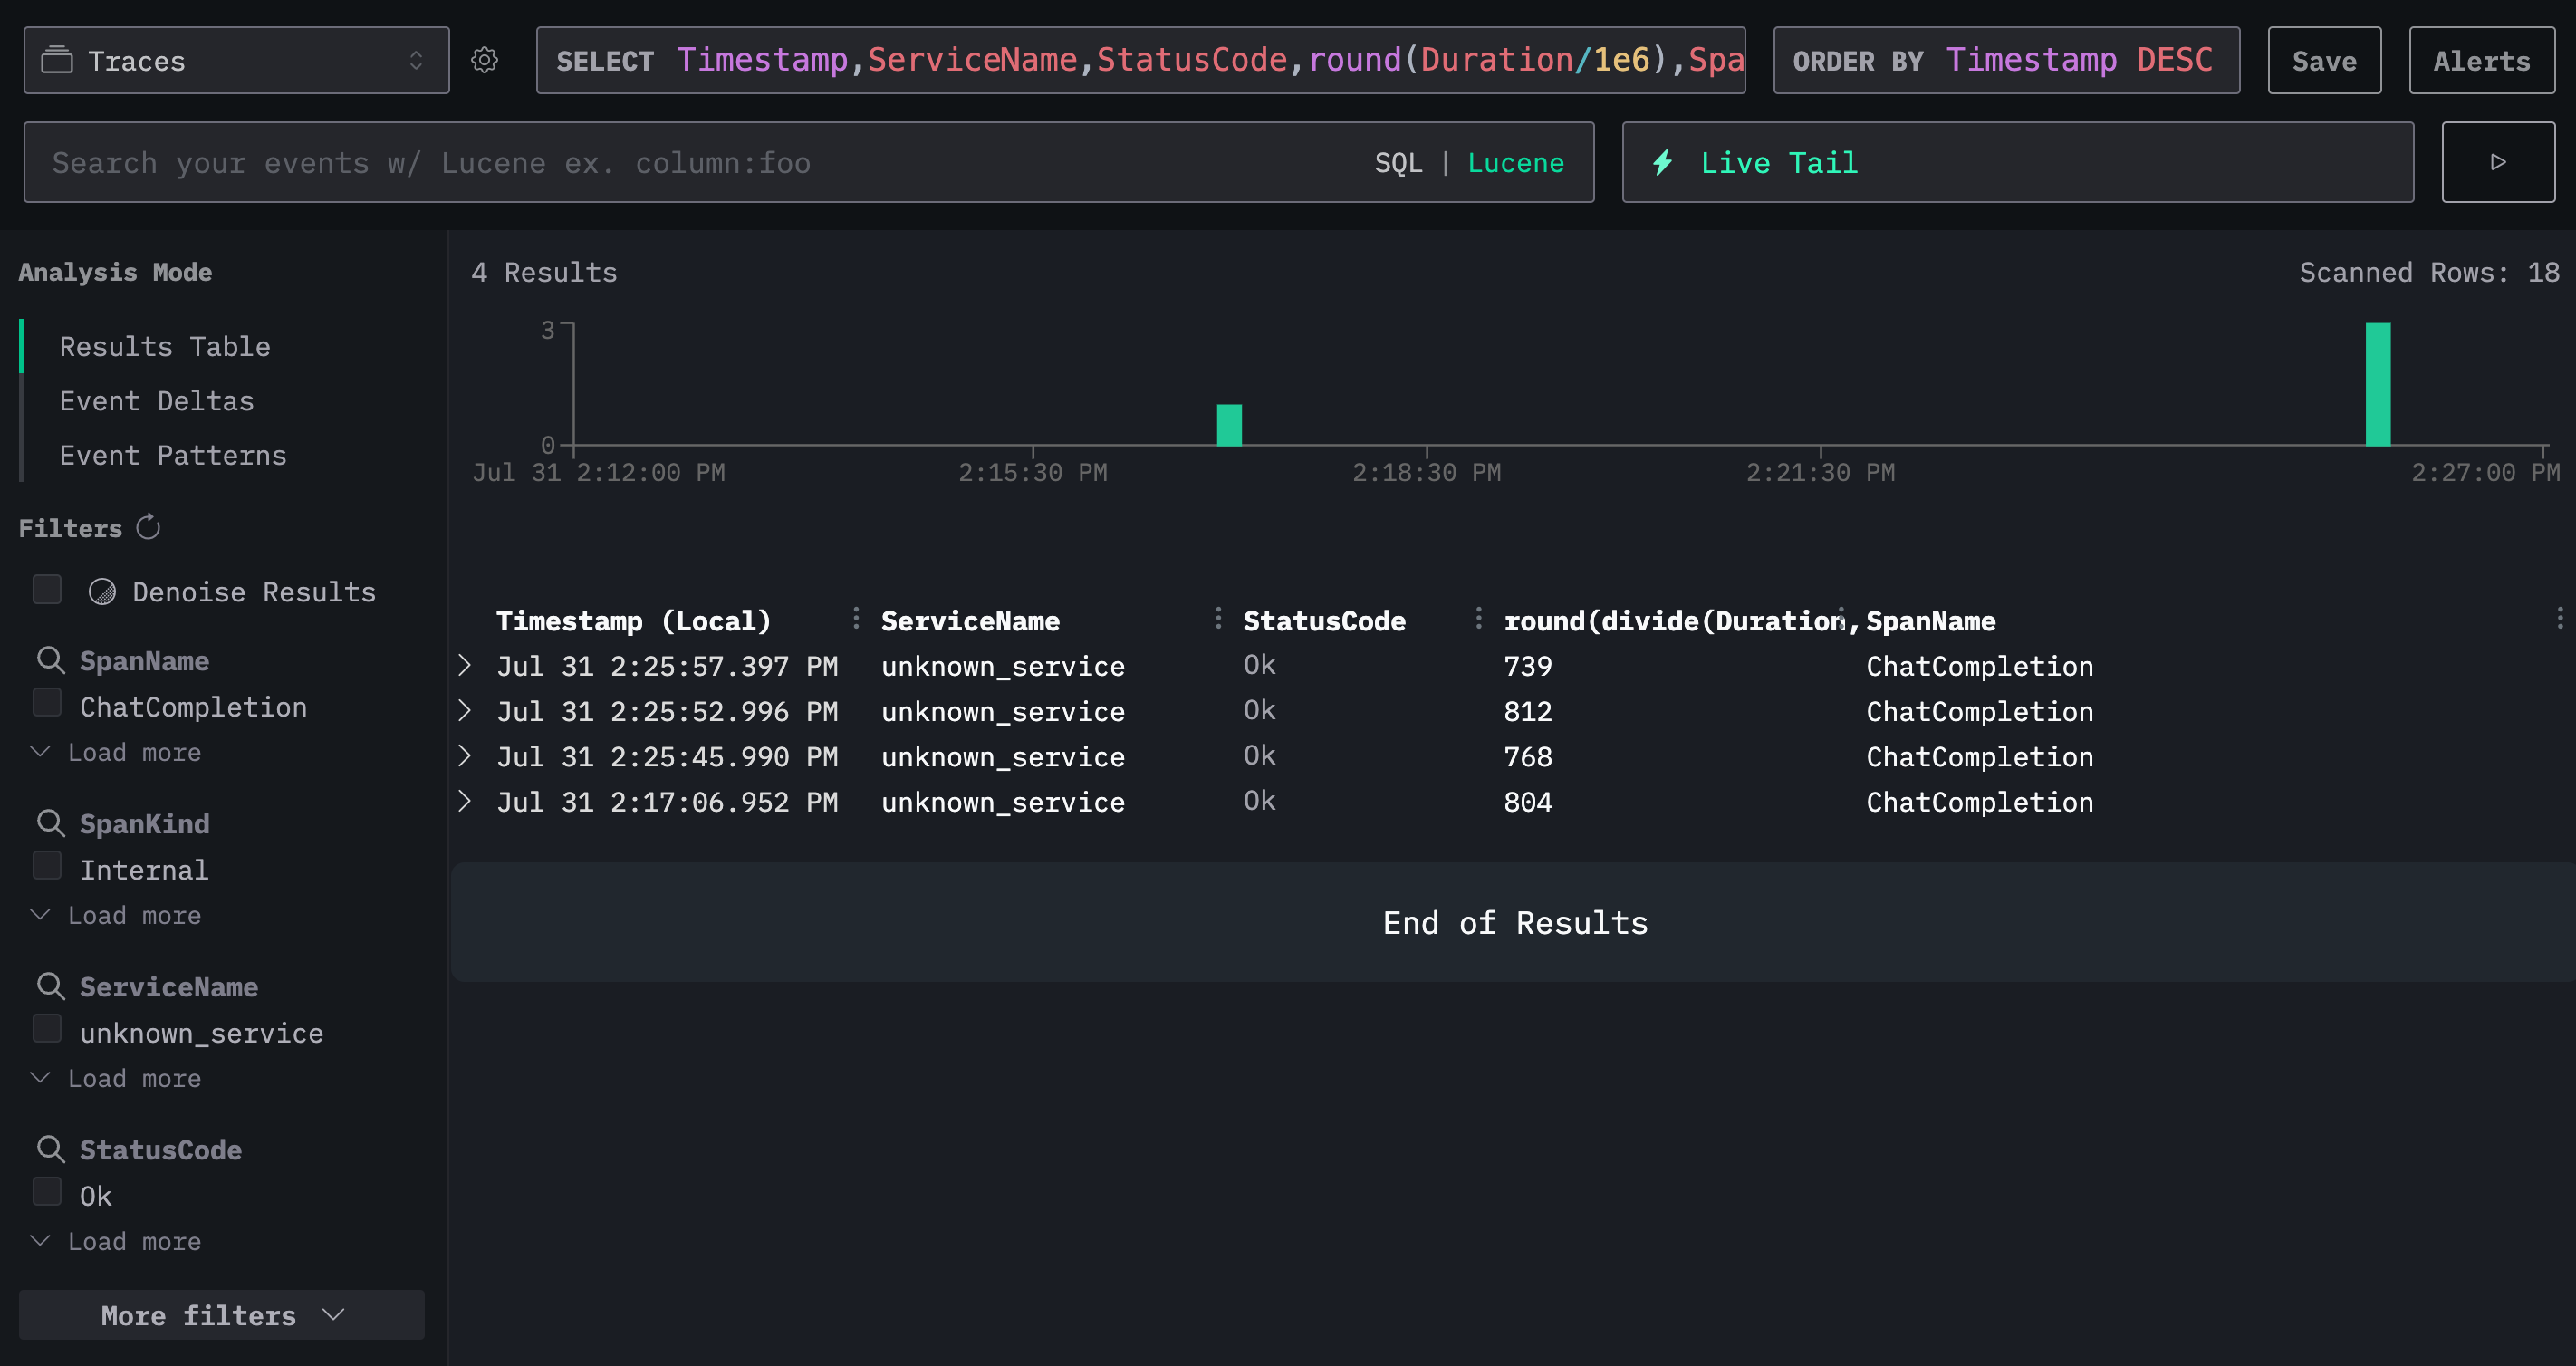 Traces
SELECT Timestamp,ServiceName,StatusCode,round(Duration/1e6),Spa
ORDER BY Timestamp DESC
Save
Alerts
Search your events w/ Lucene ex. column:foo
SQL | Lucene
Live Tail
Analysis Mode
Results Table
Event Deltas
Event Patterns
Filters
Denoise Results
SpanName
ChatCompletion
Load more
SpanKind
Internal
Load more
ServiceName
unknown_service
Load more
StatusCode
Ok
Load more
More filters
4 Results
Scanned Rows: 18
3
0
Jul 31 2:12:00 PM 2:15:30 PM 2:18:30 PM 2:21:30 PM 2:27:00 PM
Timestamp (Local) ServiceName StatusCode round(divide(Duration, SpanName
Jul 31 2:25:57.397 PM unknown_service Ok 739 ChatCompletion
Jul 31 2:25:52.996 PM unknown_service Ok 812 ChatCompletion
Jul 31 2:25:45.990 PM unknown_service Ok 768 ChatCompletion
Jul 31 2:17:06.952 PM unknown_service Ok 804 ChatCompletion
End of Results